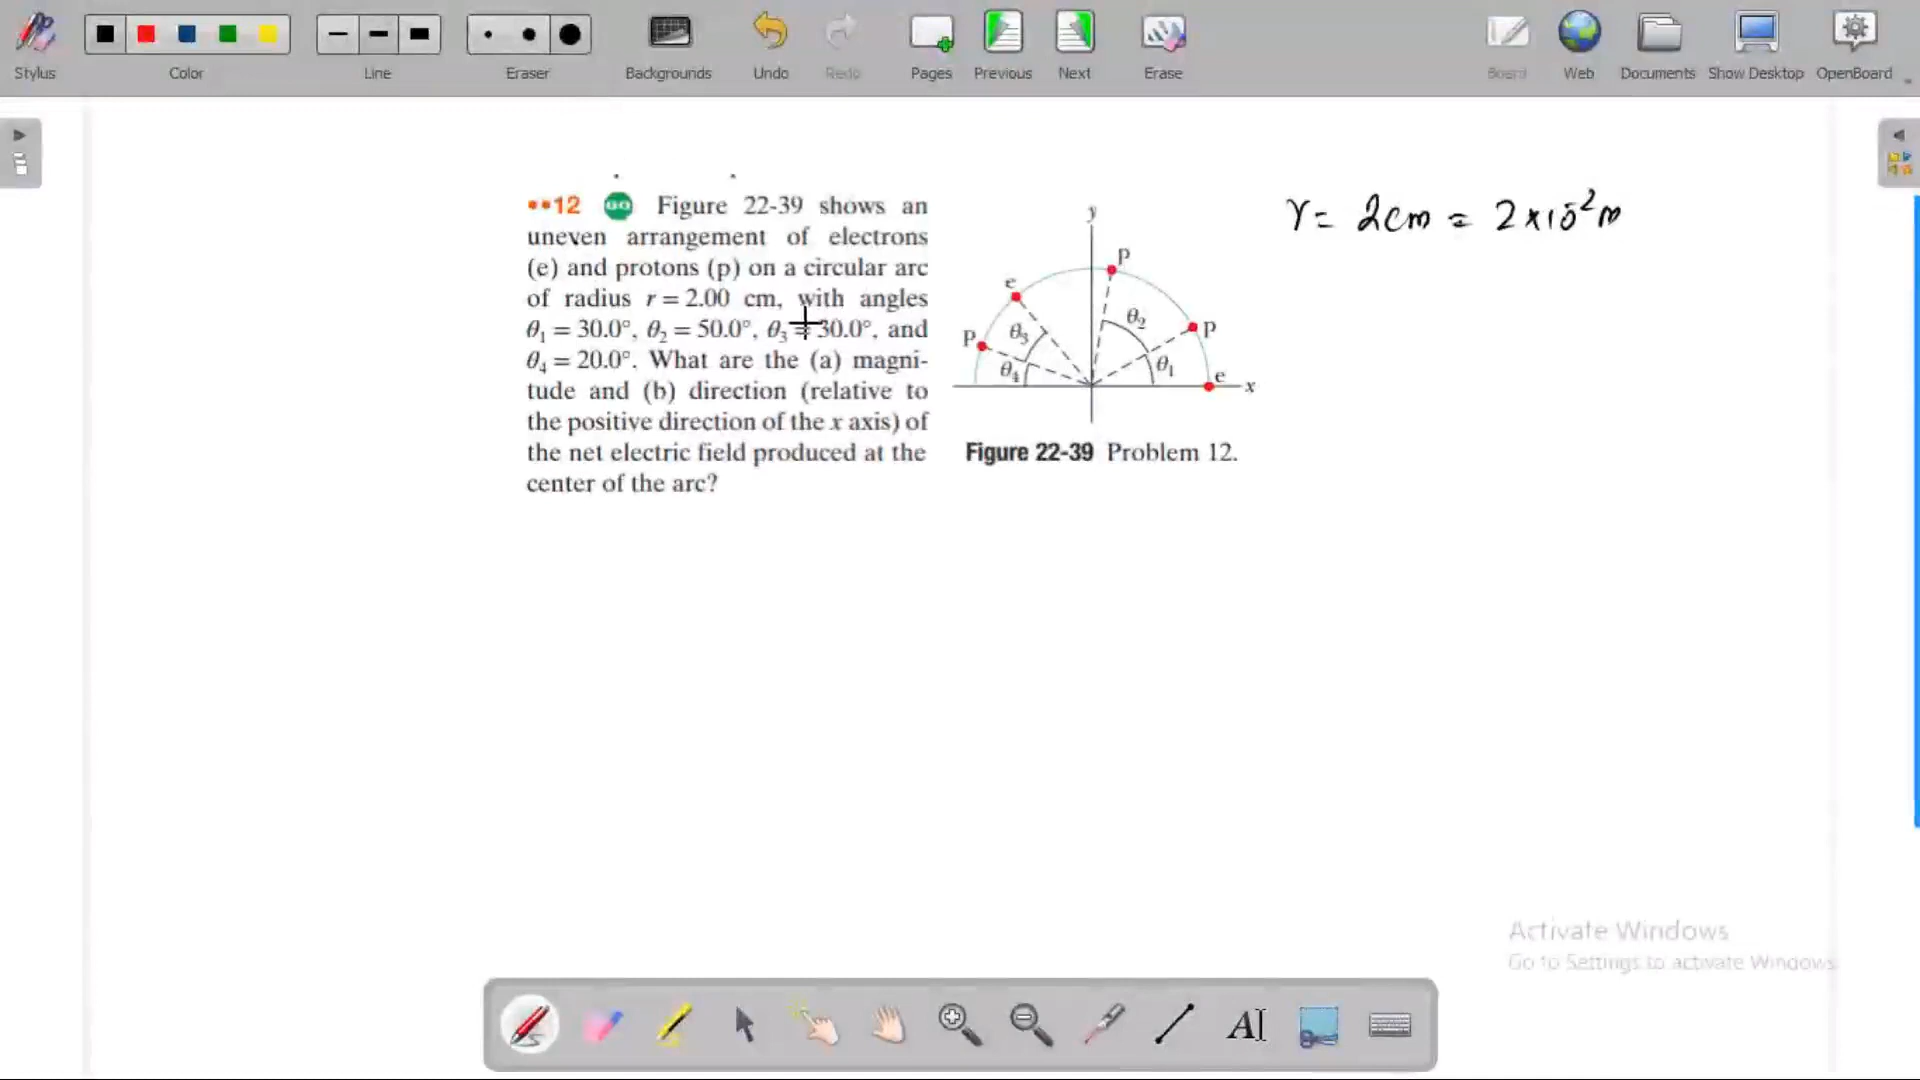 Stylus
Color
Line
Eraser
Backgrounds
Undo
Redo
Pages
Previous
Next
Erase
Board
Web
Documents
Show Desktop
OpenBoard
••12 GO Figure 22-39 shows an
uneven arrangement of electrons
(e) and protons (p) on a circular arc
of radius r = 2.00 cm, with angles
θ₁ = 30.0°, θ₂ = 50.0°, θ₃ = 30.0°, and
θ₄ = 20.0°. What are the (a) magni-
tude and (b) direction (relative to
the positive direction of the x axis) of
the net electric field produced at the
center of the arc?
y
p
e
θ₂
p
p
θ₃
θ₁
θ₄
e
x
Figure 22-39 Problem 12.
r = 2cm = 2×10⁻²m
Activate Windows
Go to Settings to activate Windows.
AI